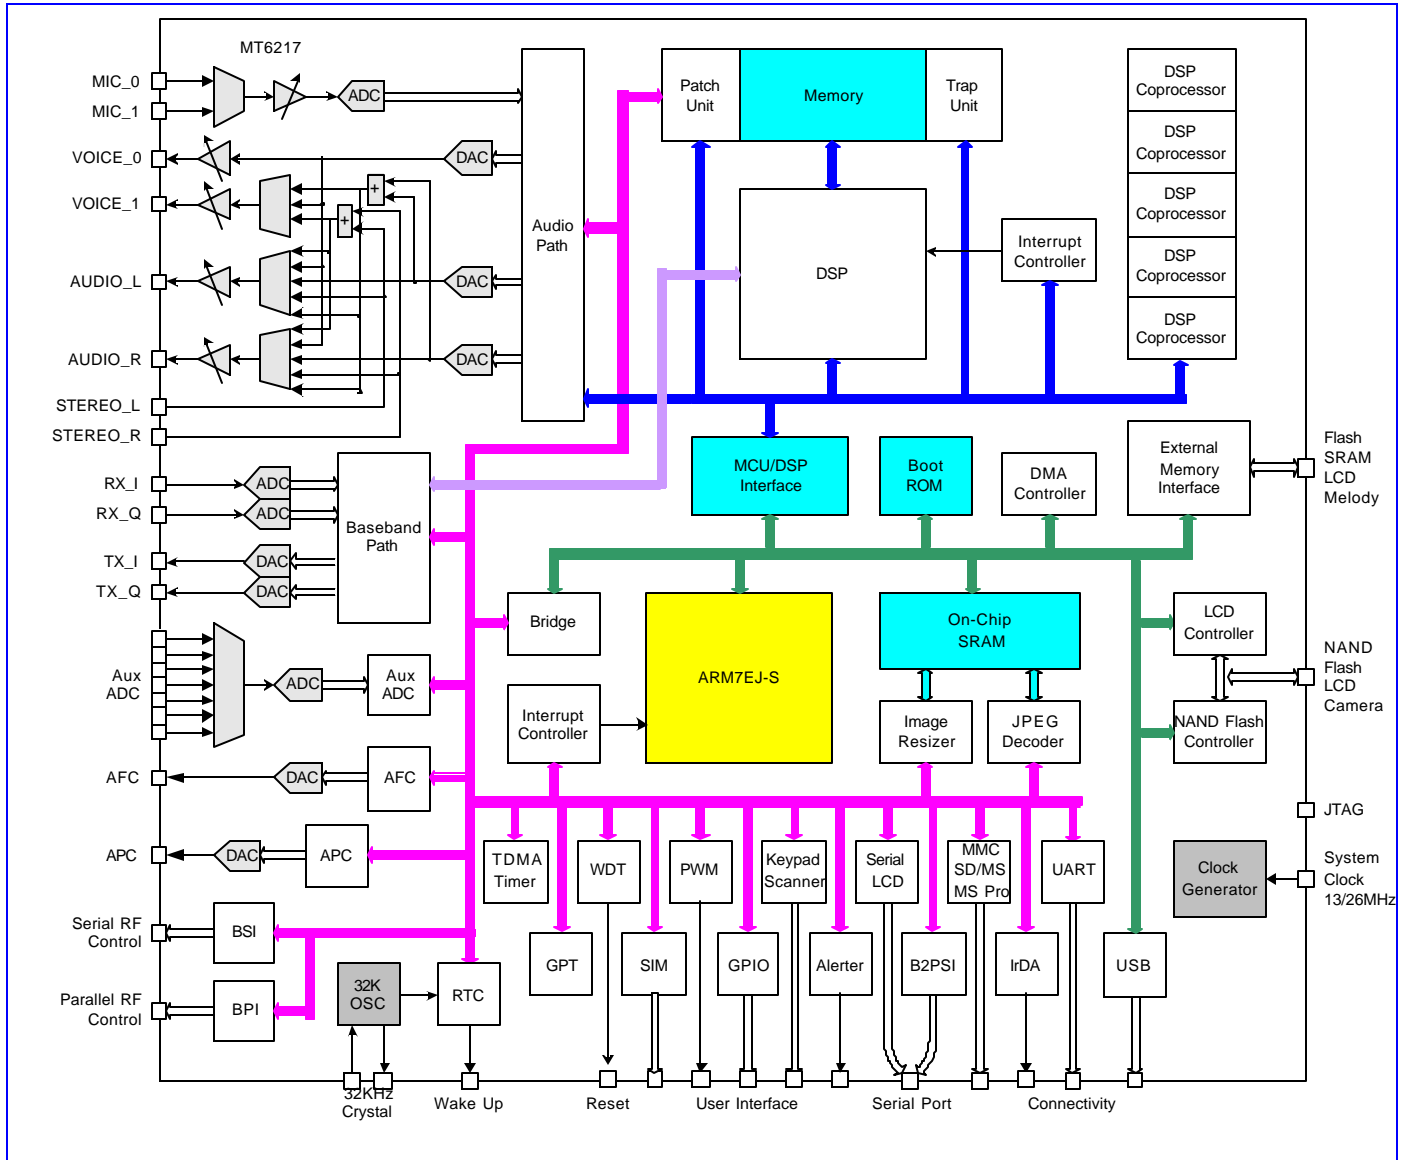 MT6217
MIC_0
MIC_1
VOICE_0
VOICE_1
AUDIO_L
AUDIO_R
STEREO_L
STEREO_R
RX_I
RX_Q
TX_I
TX_Q
Aux
ADC
AFC
APC
Serial RF
Control
Parallel RF
Control
ADC
DAC
DAC
DAC
+
+
Audio
Path
ADC
ADC
DAC
DAC
Baseband
Path
ADC
Aux
ADC
DAC
AFC
DAC
APC
BSI
BPI
32K
OSC
RTC
Patch
Unit
Memory
Trap
Unit
DSP
Interrupt
Controller
DSP
Coprocessor
DSP
Coprocessor
DSP
Coprocessor
DSP
Coprocessor
DSP
Coprocessor
MCU/DSP
Interface
Boot
ROM
DMA
Controller
External
Memory
Interface
Flash
SRAM
LCD
Melody
Bridge
ARM7EJ-S
On-Chip
SRAM
LCD
Controller
Interrupt
Controller
Image
Resizer
JPEG
Decoder
NAND Flash
Controller
NAND
Flash
LCD
Camera
JTAG
TDMA
Timer
WDT
PWM
Keypad
Scanner
Serial
LCD
MMC
SD/MS
MS Pro
UART
Clock
Generator
System
Clock
13/26MHz
GPT
SIM
GPIO
Alerter
B2PSI
IrDA
USB
32KHz
Crystal
Wake Up
Reset
User Interface
Serial Port
Connectivity